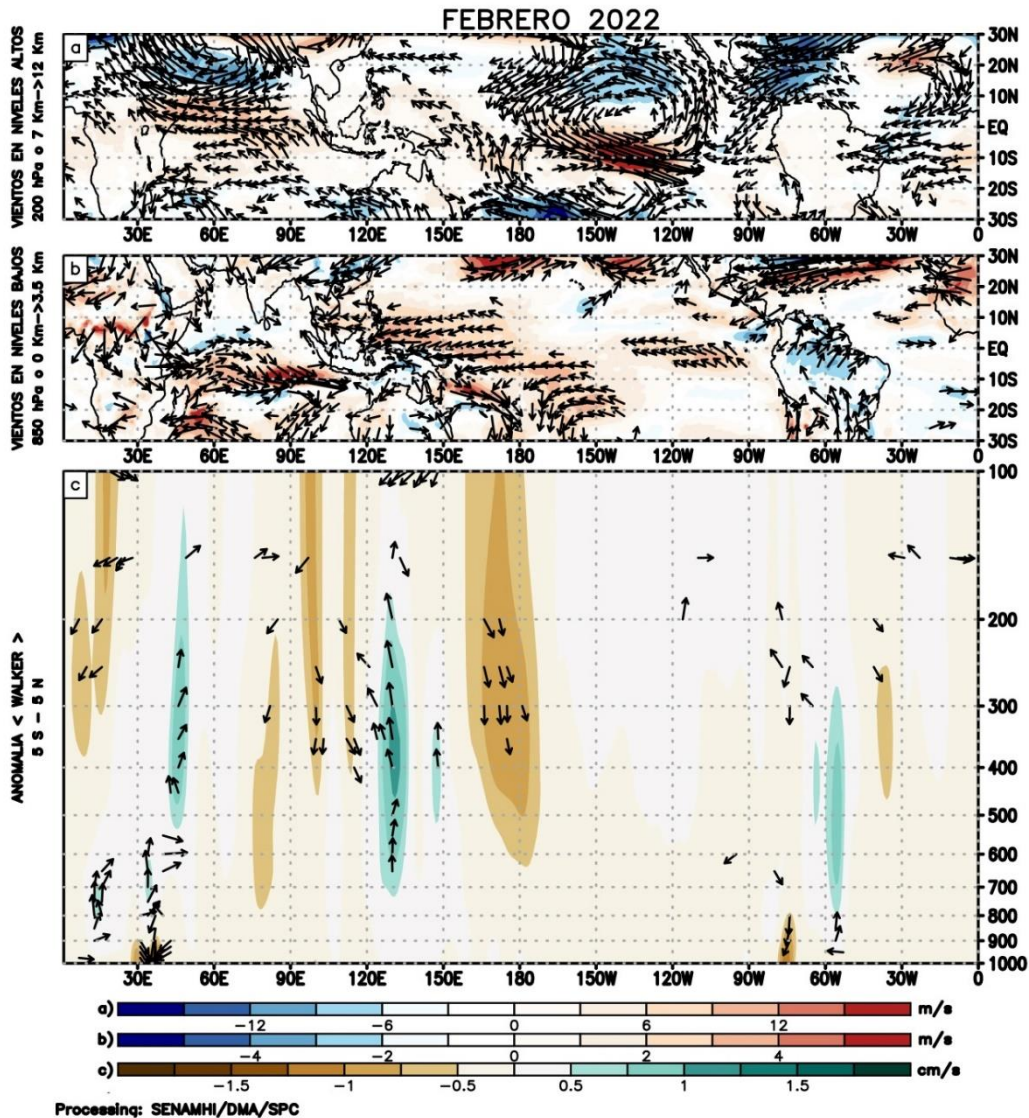 FEBRERO 2022
VIENTOS EN NIVELES ALTOS
200 hPa o 7 Km->12 Km
a
30N
20N
10N
EQ
10S
20S
30S
30E 60E 90E 120E 150E 180 150W 120W 90W 60W 30W 0
VIENTOS EN NIVELES BAJOS
850 hPa o 0 Km->3.5 Km
b
30N
20N
10N
EQ
10S
20S
30S
30E 60E 90E 120E 150E 180 150W 120W 90W 60W 30W 0
ANOMALIA < WALKER >
5 S - 5 N
c
100
200
300
400
500
600
700
800
900
1000
30E 60E 90E 120E 150E 180 150W 120W 90W 60W 30W 0
a) m/s
-12 -6 0 6 12
b) m/s
-4 -2 0 2 4
c) cm/s
-1.5 -1 -0.5 0.5 1 1.5
Processing: SENAMHI/DMA/SPC